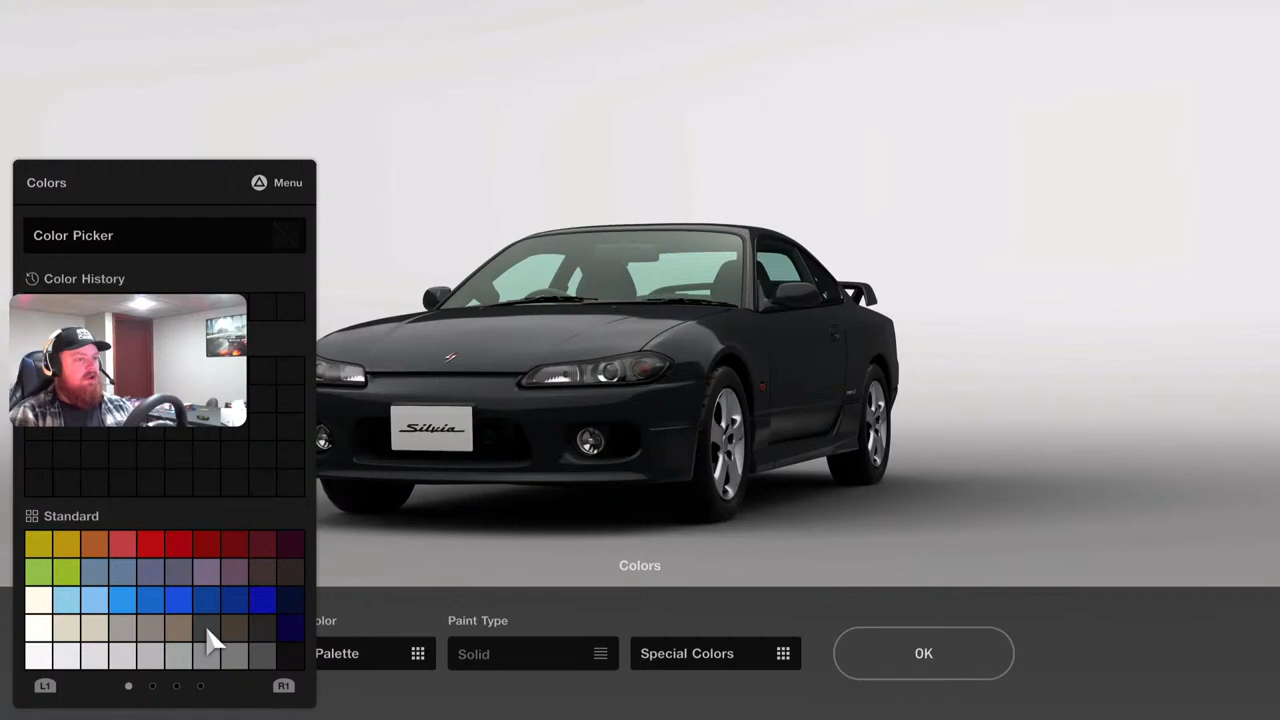 Colors
Menu
Color Picker
Color History
Standard
L1
R1
Silvia
Colors
olor
Palette
Paint Type
Solid
Special Colors
OK